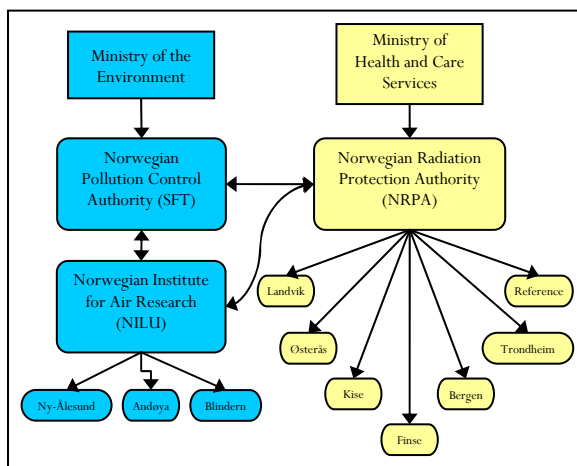 Ministry of the
Environment
Ministry of
Health and Care
Services
Norwegian
Pollution Control
Authority (SFT)
Norwegian Radiation
Protection Authority
(NRPA)
Norwegian Institute
for Air Research
(NILU)
Landvik
Reference
Østerås
Trondheim
Kise
Bergen
Finse
Ny-Ålesund
Andøya
Blindern